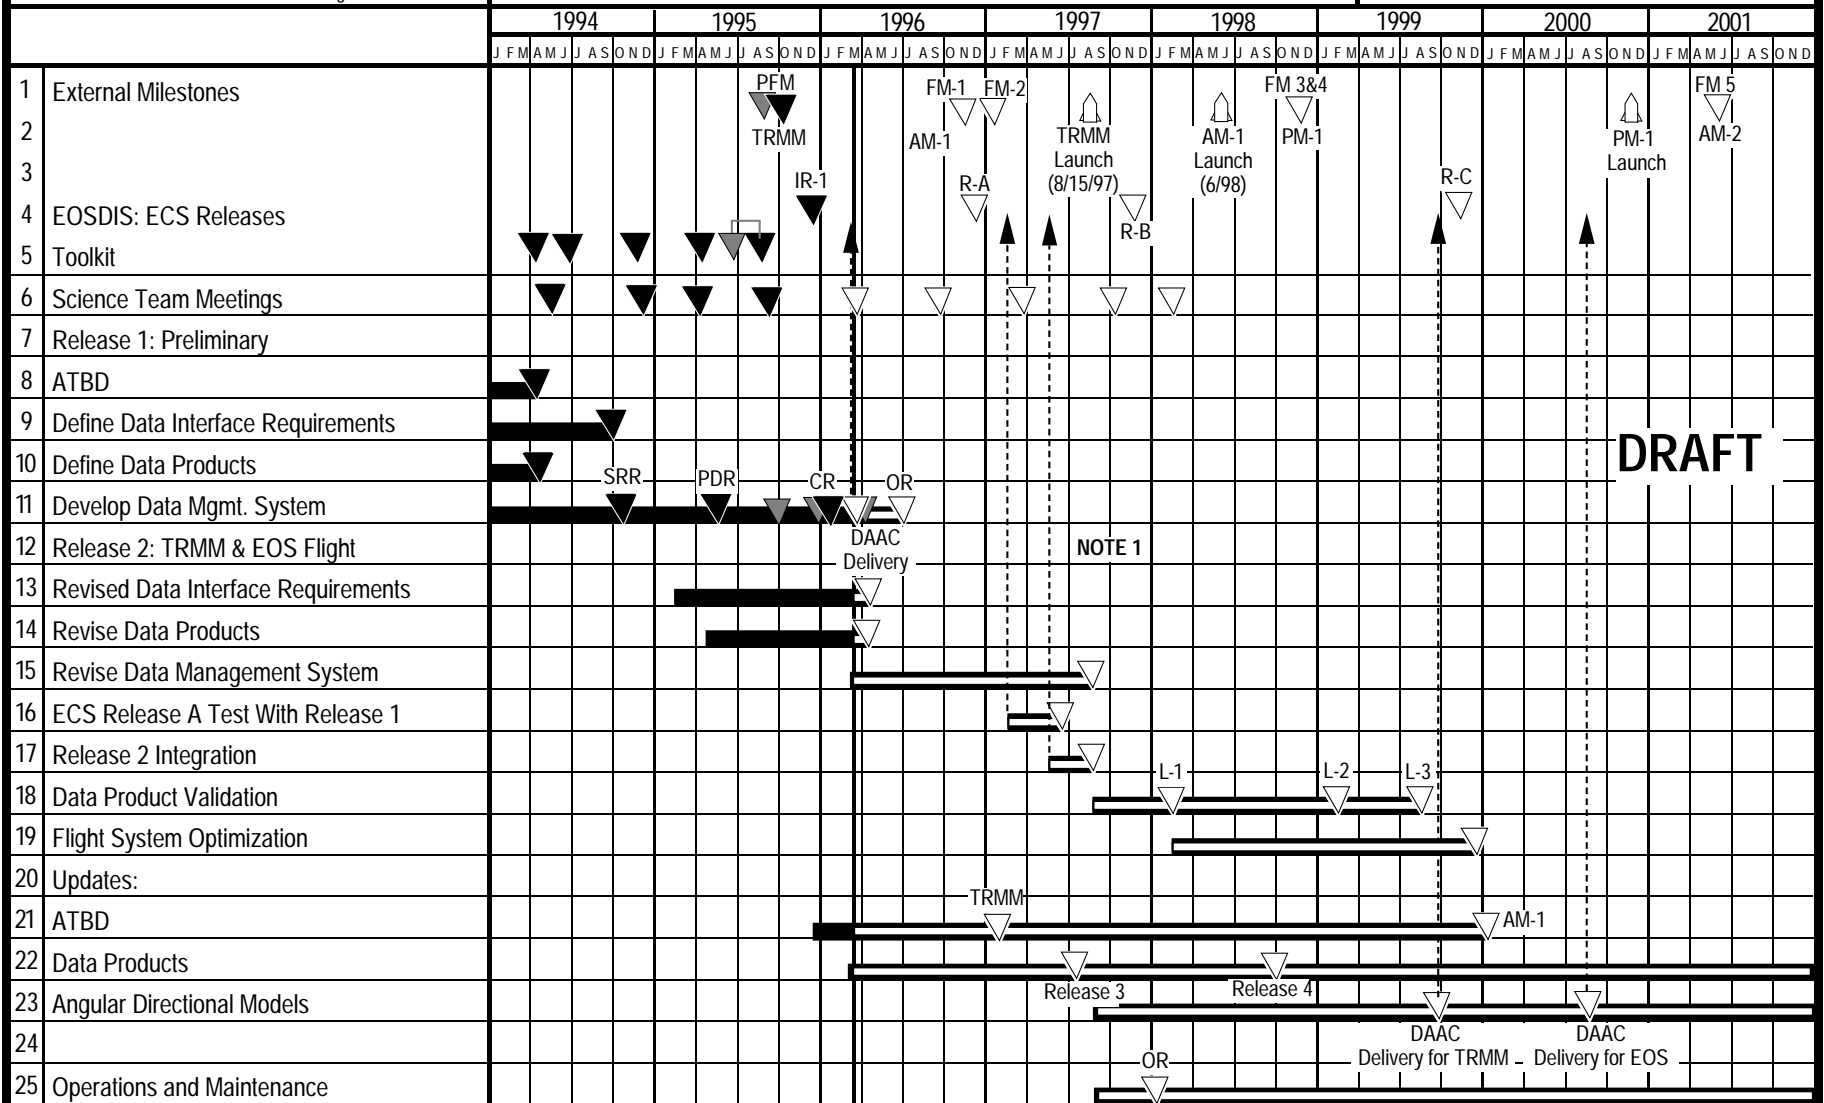 1994 1995 1996 1997 1998 1999 2000 2001
J F M A M J J A S O N D J F M A M J J A S O N D J F M A M J J A S O N D J F M A M J J A S O N D J F M A M J J A S O N D J F M A M J J A S O N D J F M A M J J A S O N D J F M A M J J A S O N D
1 External Milestones
PFM FM-1 FM-2 FM 3&4 FM 5
2
TRMM AM-1 TRMM AM-1 PM-1 PM-1 AM-2
Launch Launch Launch
(8/15/97) (6/98)
3
IR-1 R-A R-C
4 EOSDIS: ECS Releases
R-B
5 Toolkit
6 Science Team Meetings
7 Release 1: Preliminary
8 ATBD
9 Define Data Interface Requirements
DRAFT
10 Define Data Products
SRR PDR CR OR
11 Develop Data Mgmt. System
DAAC
Delivery
12 Release 2: TRMM & EOS Flight
NOTE 1
13 Revised Data Interface Requirements
14 Revise Data Products
15 Revise Data Management System
16 ECS Release A Test With Release 1
17 Release 2 Integration
L-1 L-2 L-3
18 Data Product Validation
19 Flight System Optimization
20 Updates:
TRMM
21 ATBD
AM-1
22 Data Products
Release 3 Release 4
23 Angular Directional Models
DAAC DAAC
Delivery for TRMM Delivery for EOS
24
OR
25 Operations and Maintenance